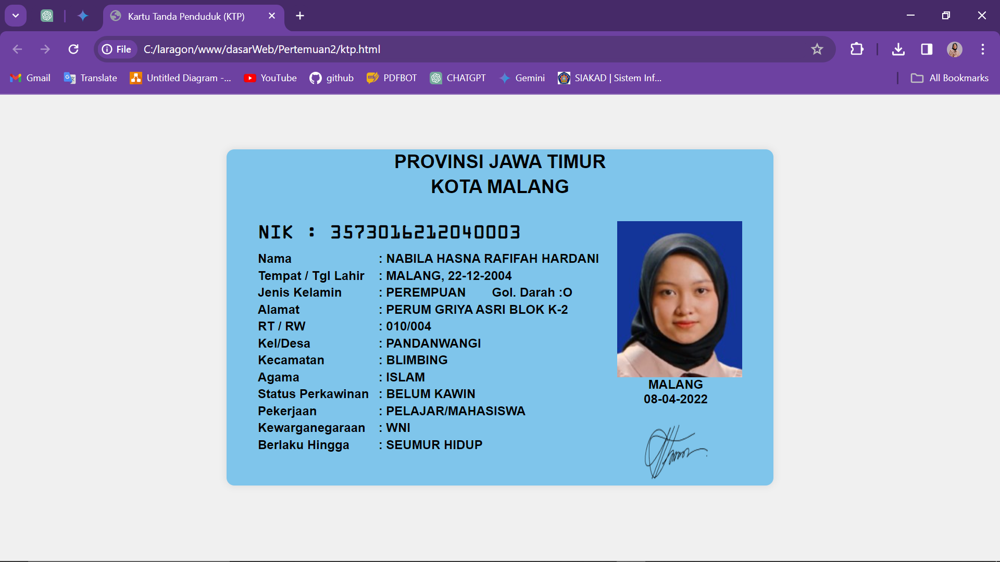 Kartu Tanda Penduduk (KTP)
File C:/laragon/www/dasarWeb/Pertemuan2/ktp.html
Gmail Translate Untitled Diagram -... YouTube github PDFBOT CHATGPT Gemini SIAKAD | Sistem Inf... All Bookmarks
PROVINSI JAWA TIMUR
KOTA MALANG
NIK : 3573016212040003
Nama : NABILA HASNA RAFIFAH HARDANI
Tempat / Tgl Lahir : MALANG, 22-12-2004
Jenis Kelamin : PEREMPUAN Gol. Darah :O
Alamat : PERUM GRIYA ASRI BLOK K-2
RT / RW : 010/004
Kel/Desa : PANDANWANGI
Kecamatan : BLIMBING
Agama : ISLAM
Status Perkawinan : BELUM KAWIN
Pekerjaan : PELAJAR/MAHASISWA
Kewarganegaraan : WNI
Berlaku Hingga : SEUMUR HIDUP
MALANG
08-04-2022